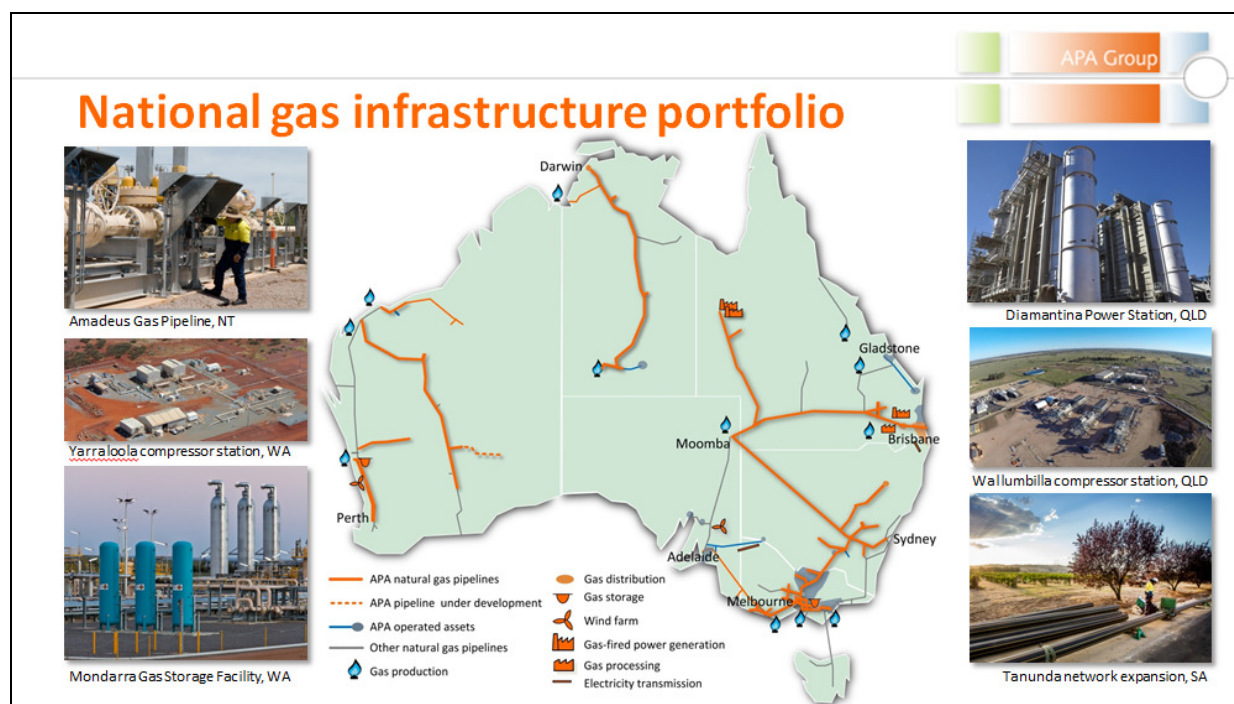 APA Group
National gas infrastructure portfolio
Amadeus Gas Pipeline, NT
Yarraloola compressor station, WA
Mondarra Gas Storage Facility, WA
Darwin
Gladstone
Moomba
Brisbane
Perth
Adelaide
Sydney
Melbourne
APA natural gas pipelines
APA pipeline under development
APA operated assets
Other natural gas pipelines
Gas production
Gas distribution
Gas storage
Wind farm
Gas-fired power generation
Gas processing
Electricity transmission
Diamantina Power Station, QLD
Wallumbilla compressor station, QLD
Tanunda network expansion, SA